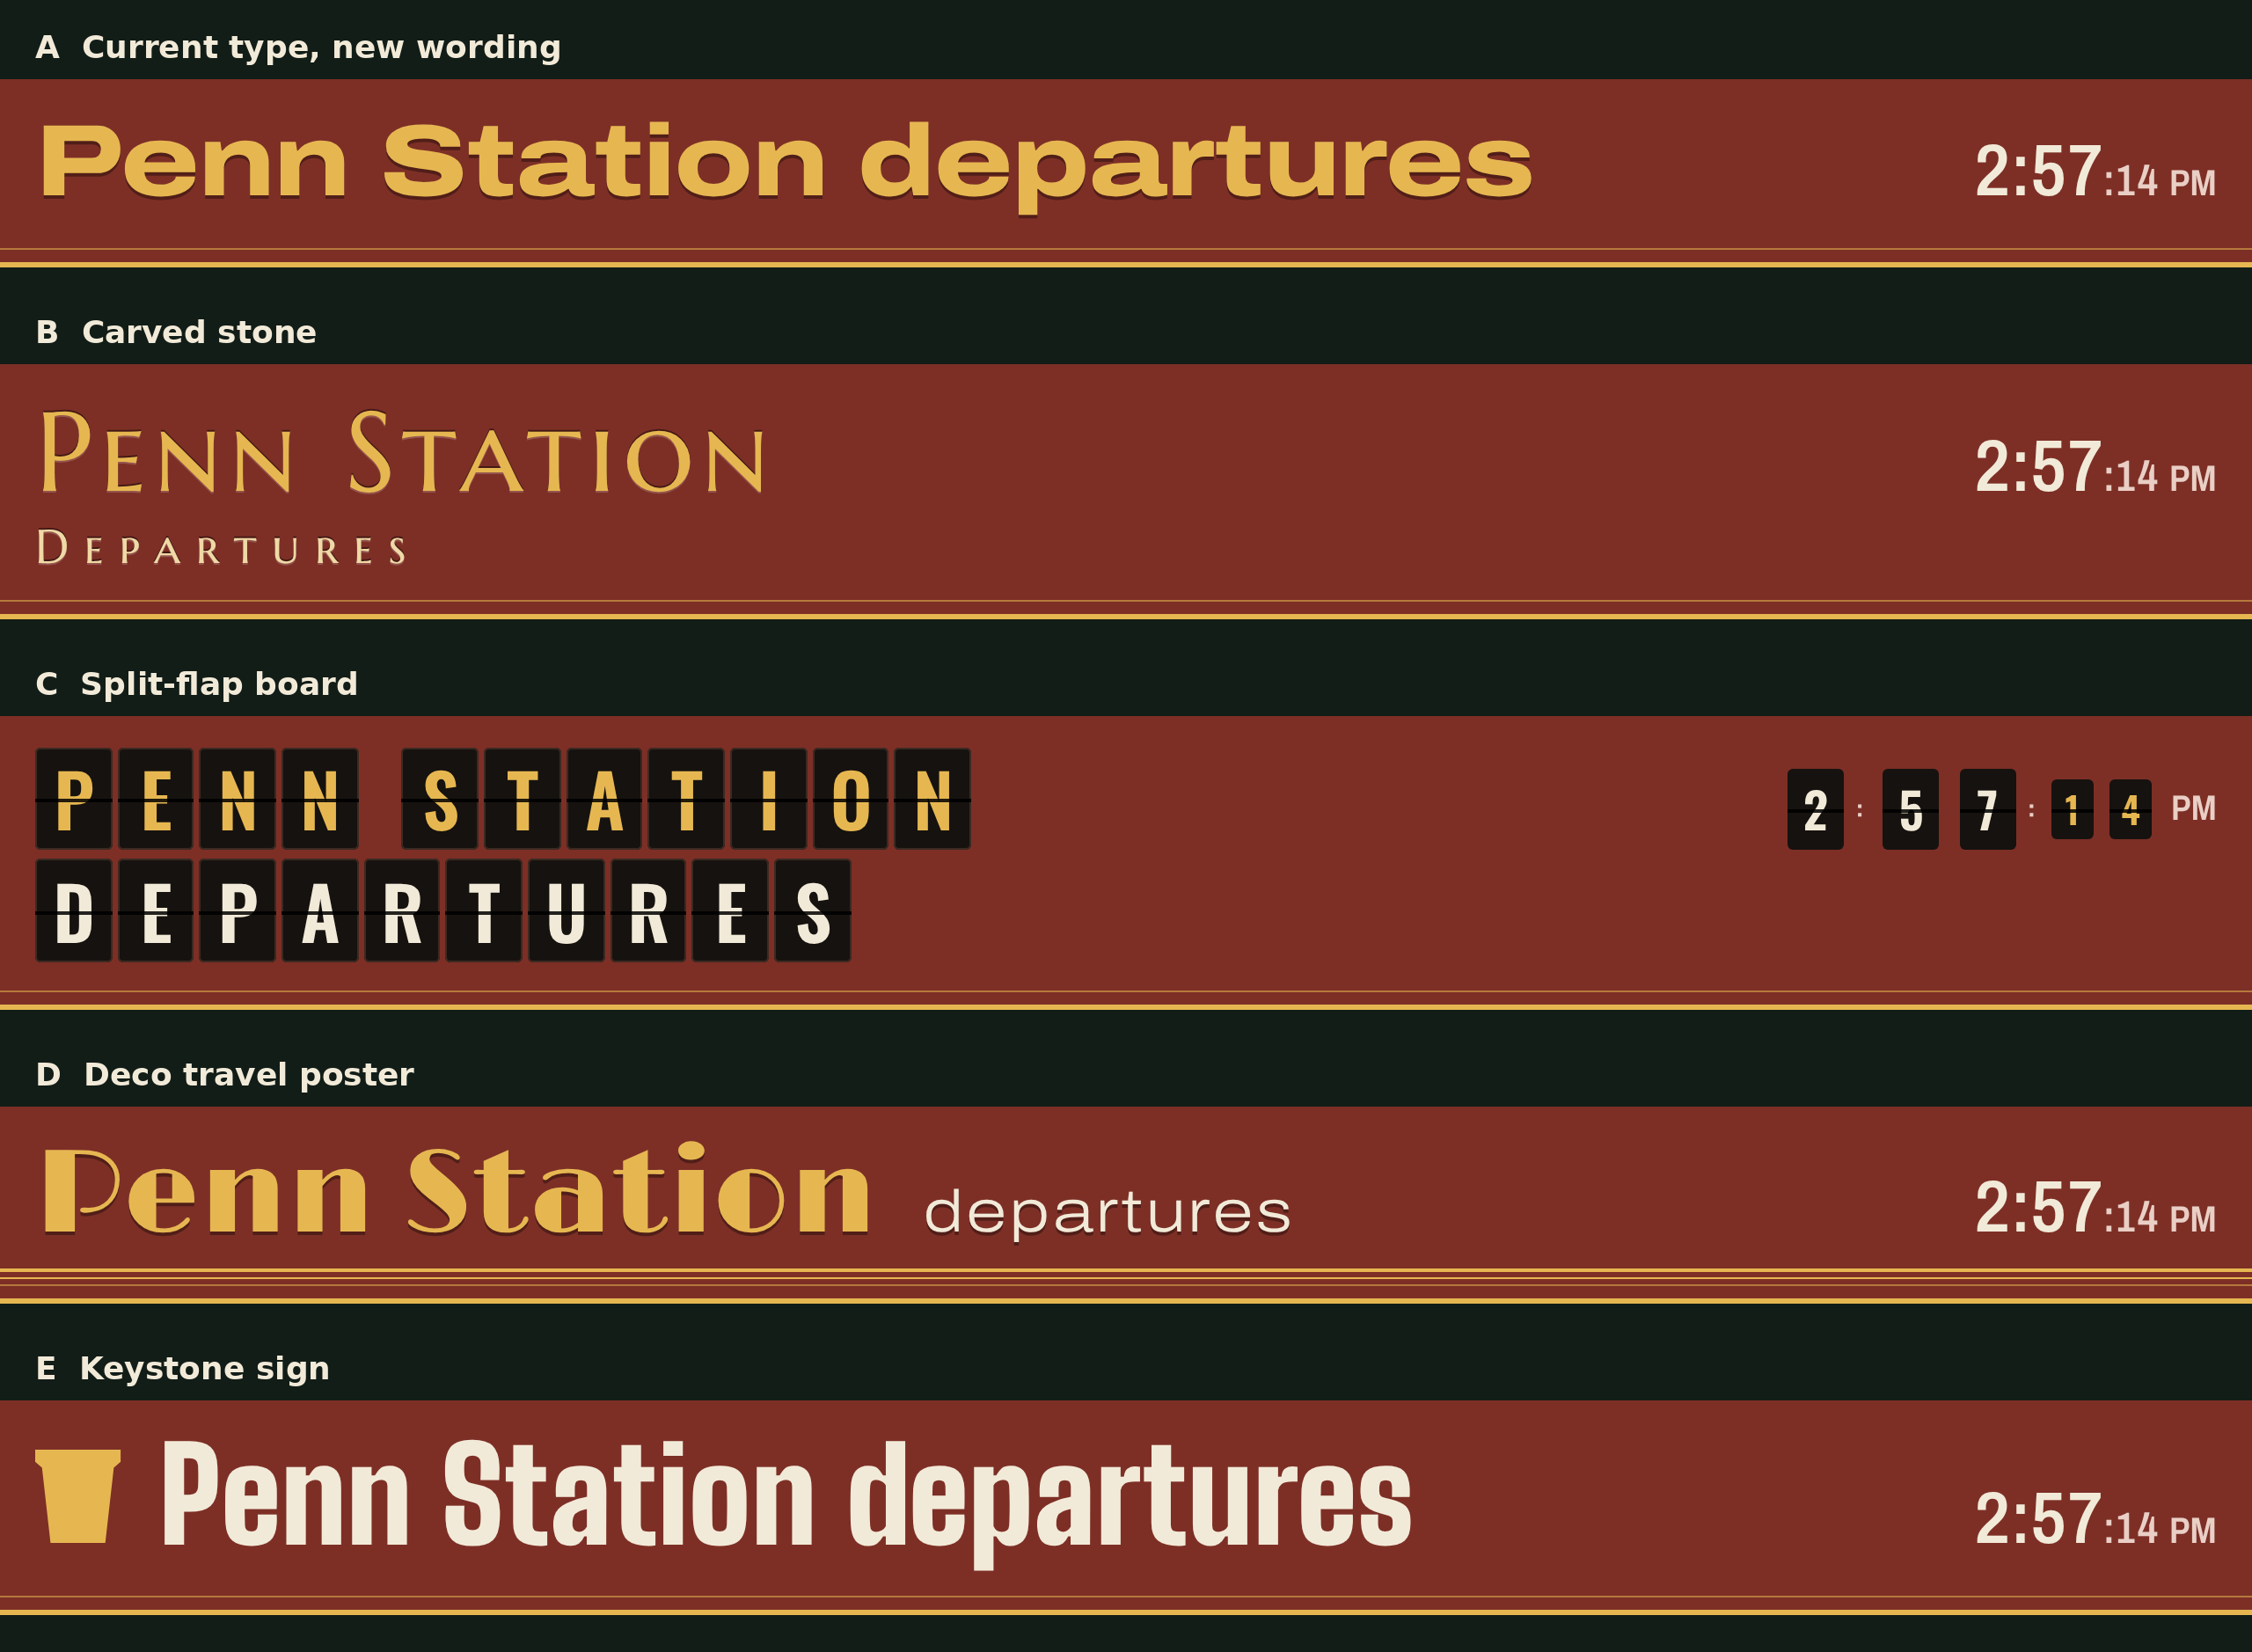 A Current type, new wording
Penn Station departures 2:57:14 PM
B Carved stone
Penn Station 2:57:14 PM
Departures
C Split-flap board
PENN STATION 2:57:14 PM
DEPARTURES
D Deco travel poster
Penn Station departures 2:57:14 PM
E Keystone sign
Penn Station departures 2:57:14 PM